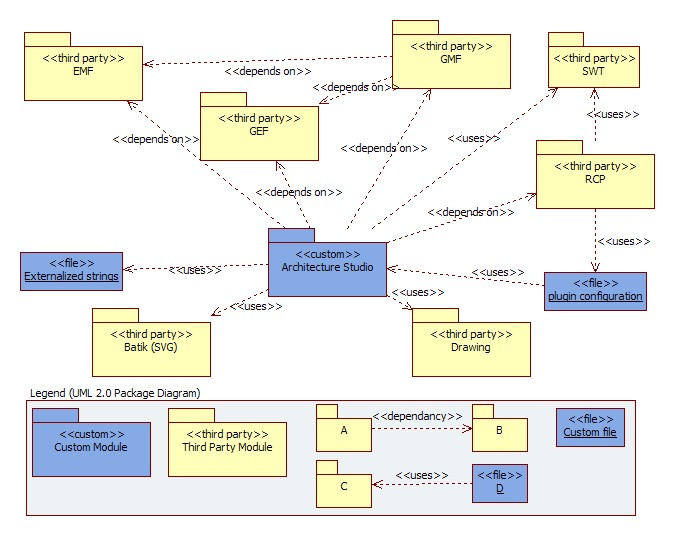 <<third party>>
EMF
<<depends on>>
<<third party>>
GMF
<<third party>>
SWT
<<depends on>>
<<third party>>
GEF
<<depends on>>
<<depends on>>
<<uses>>
<<uses>>
<<third party>>
RCP
<<depends on>>
<<depends on>>
<<uses>>
<<custom>>
Architecture Studio
<<file>>
Externalized strings
<<uses>>
<<uses>>
<<file>>
plugin configuration
<<uses>>
<<uses>>
<<third party>>
Batik (SVG)
<<third party>>
Drawing
Legend (UML 2.0 Package Diagram)
<<custom>>
Custom Module
<<third party>>
Third Party Module
A
<<dependancy>>
B
<<file>>
Custom file
C
<<uses>>
<<file>>
D